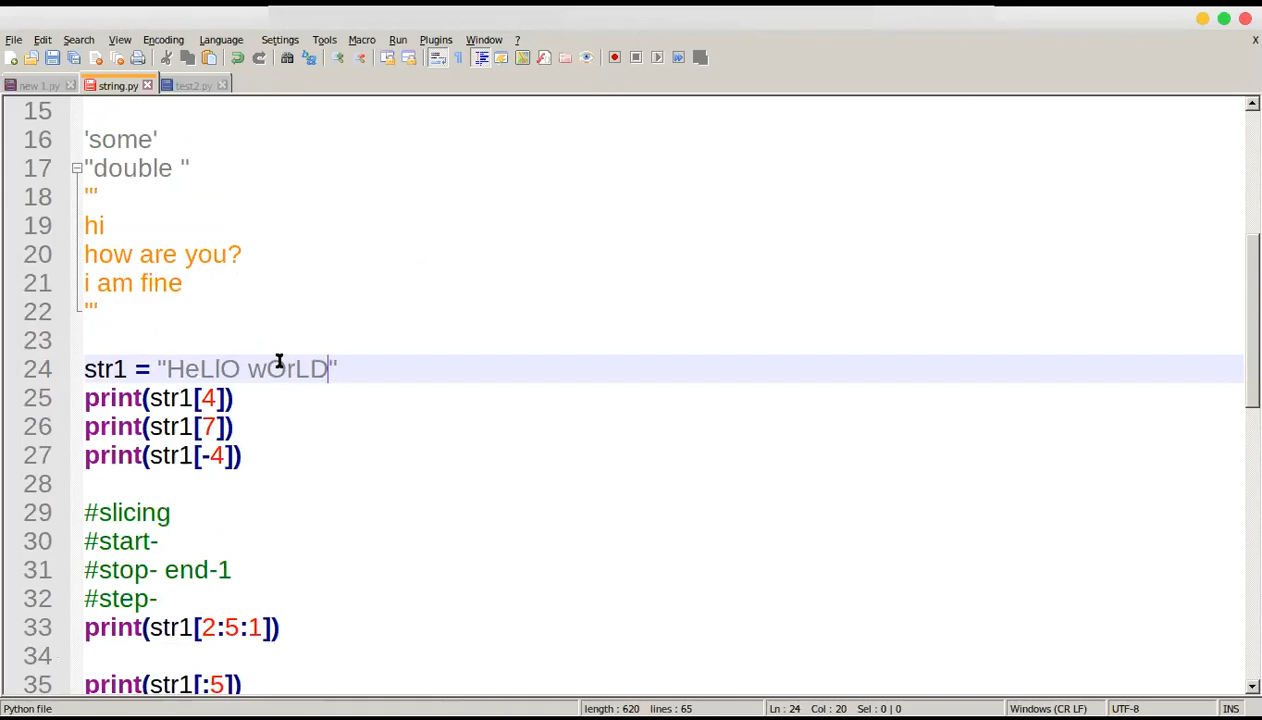 File Edit Search View Encoding Language Settings Tools Macro Run Plugins Window ? X
new 1.py string.py test2.py
15
16 'some'
17 "double "
18 '''
19 hi
20 how are you?
21 i am fine
22 '''
23
24 str1 = "HeLlO wOrLD"
25 print(str1[4])
26 print(str1[7])
27 print(str1[-4])
28
29 #slicing
30 #start-
31 #stop- end-1
32 #step-
33 print(str1[2:5:1])
34
35 print(str1[:5])
Python file length : 620 lines : 65 Ln : 24 Col : 20 Sel : 0 | 0 Windows (CR LF) UTF-8 INS